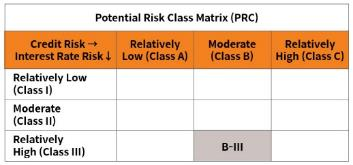 Potential Risk Class Matrix (PRC)
Credit Risk → Relatively Moderate Relatively
Interest Rate Risk ↓ Low (Class A) (Class B) High (Class C)
Relatively Low
(Class I)
Moderate
(Class II)
Relatively
High (Class III) B-III